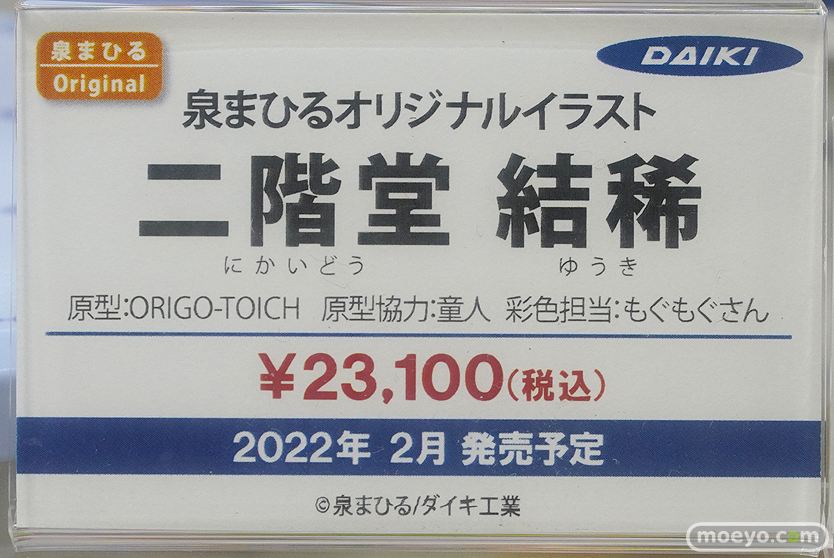 泉まひる
Original
DAIKI
泉まひるオリジナルイラスト
二階堂 結稀
にかいどう ゆうき
原型:ORIGO-TOICH 原型協力:童人 彩色担当:もぐもぐさん
¥23,100(税込)
2022年 2月 発売予定
©泉まひる/ダイキ工業
moeyo.com